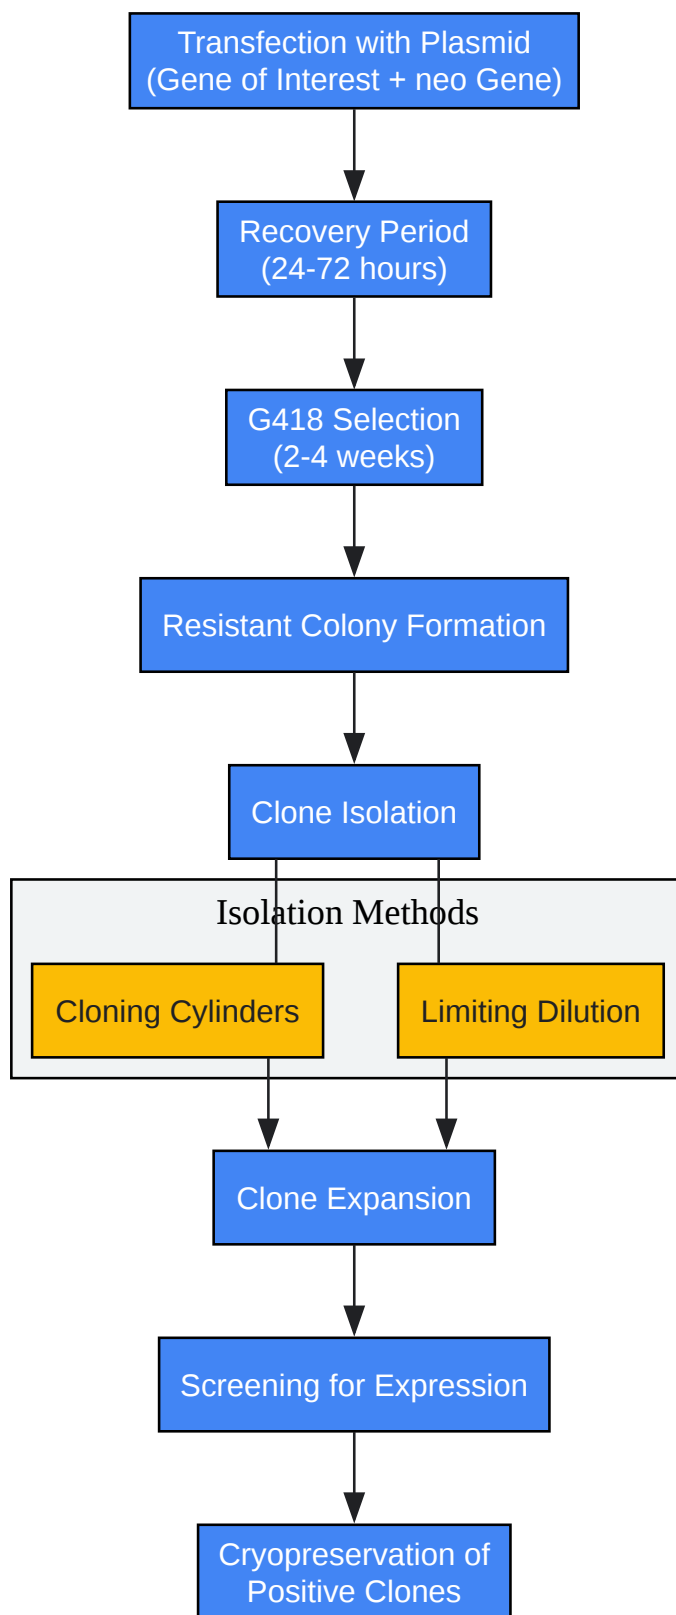 Transfection with Plasmid
(Gene of Interest + neo Gene)
Recovery Period
(24-72 hours)
G418 Selection
(2-4 weeks)
Resistant Colony Formation
Clone Isolation
Isolation Methods
Cloning Cylinders
Limiting Dilution
Clone Expansion
Screening for Expression
Cryopreservation of
Positive Clones